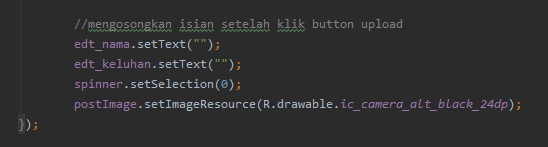 //mengosongkan isian setelah klik button upload
edt_nama.setText("");
edt_keluhan.setText("");
spinner.setSelection(0);
postImage.setImageResource(R.drawable.ic_camera_alt_black_24dp);
});